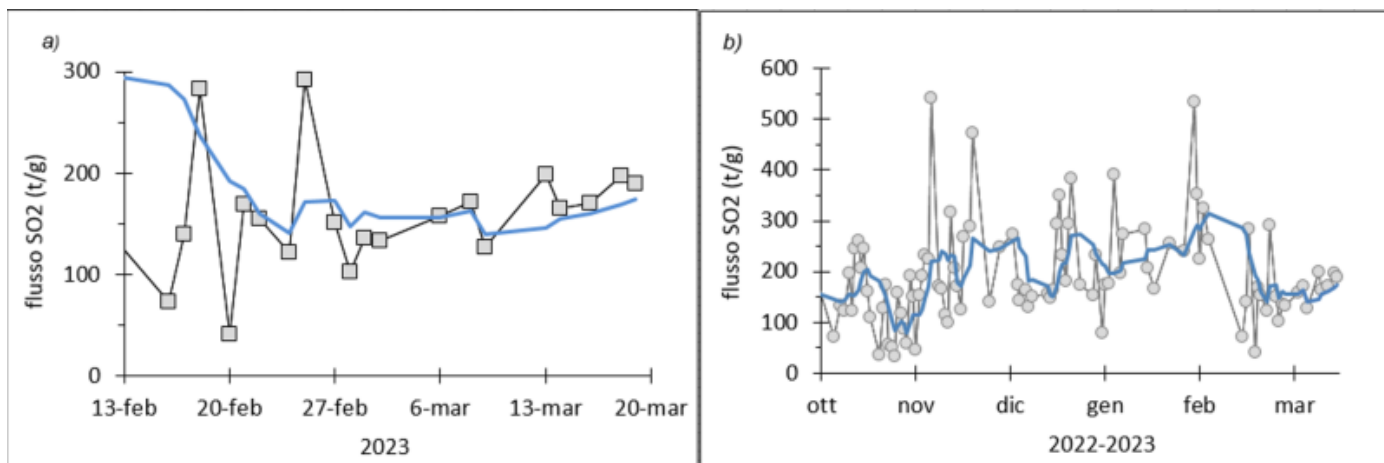 a)
flusso SO2 (t/g)
300
200
100
0
13-feb 20-feb 27-feb 6-mar 13-mar 20-mar
2023
b)
flusso SO2 (t/g)
600
500
400
300
200
100
0
ott nov dic gen feb mar
2022-2023